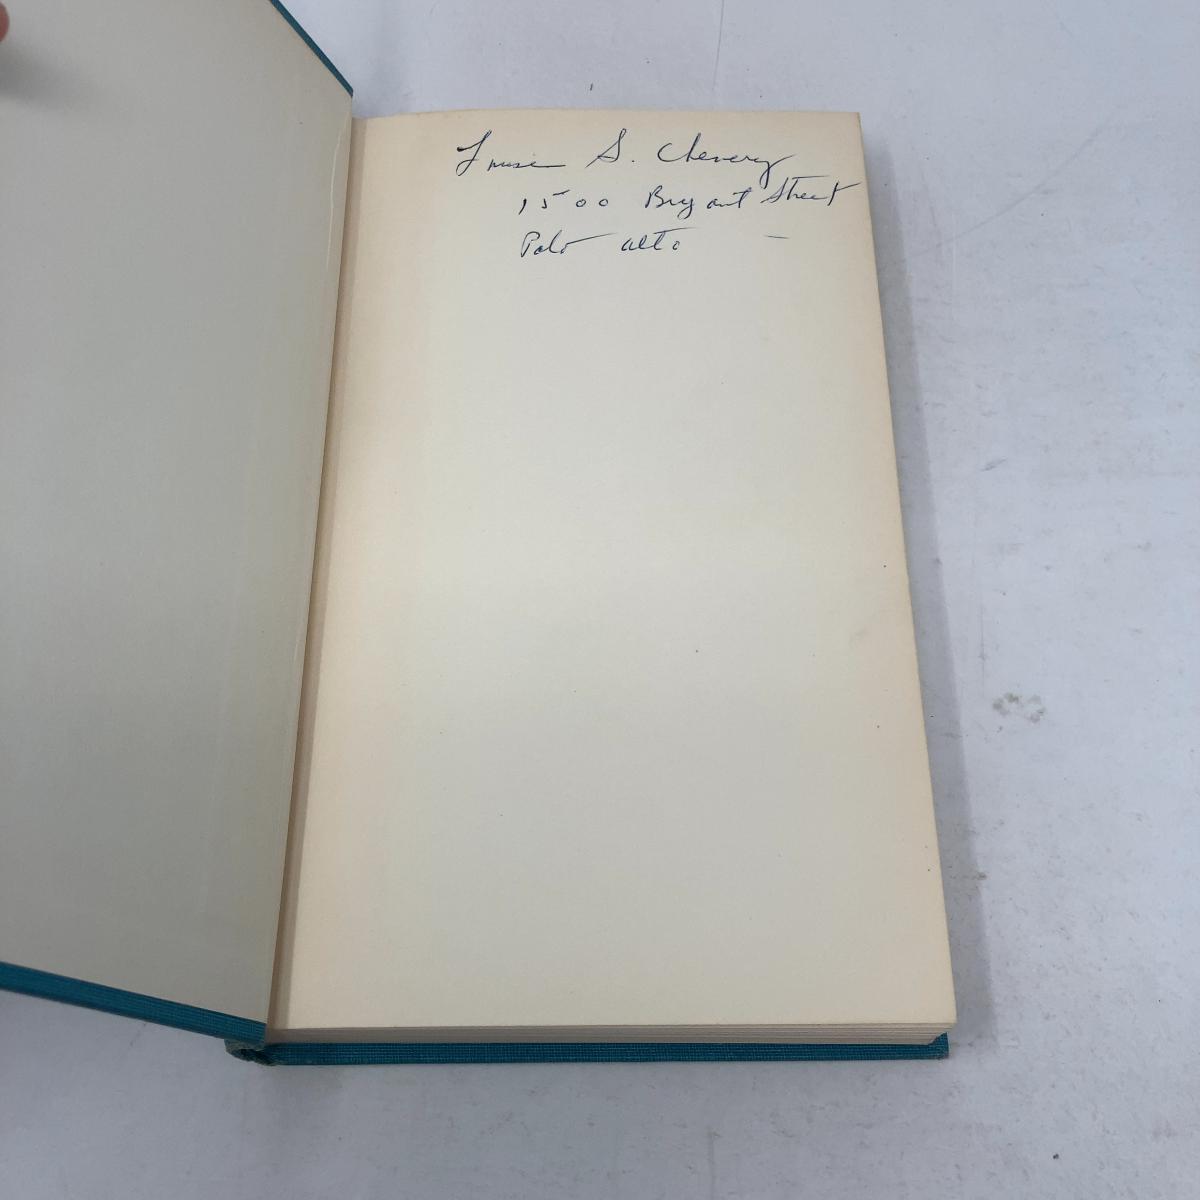 Louise S. Chevery
1500 Bryant Street
Palo Alto –